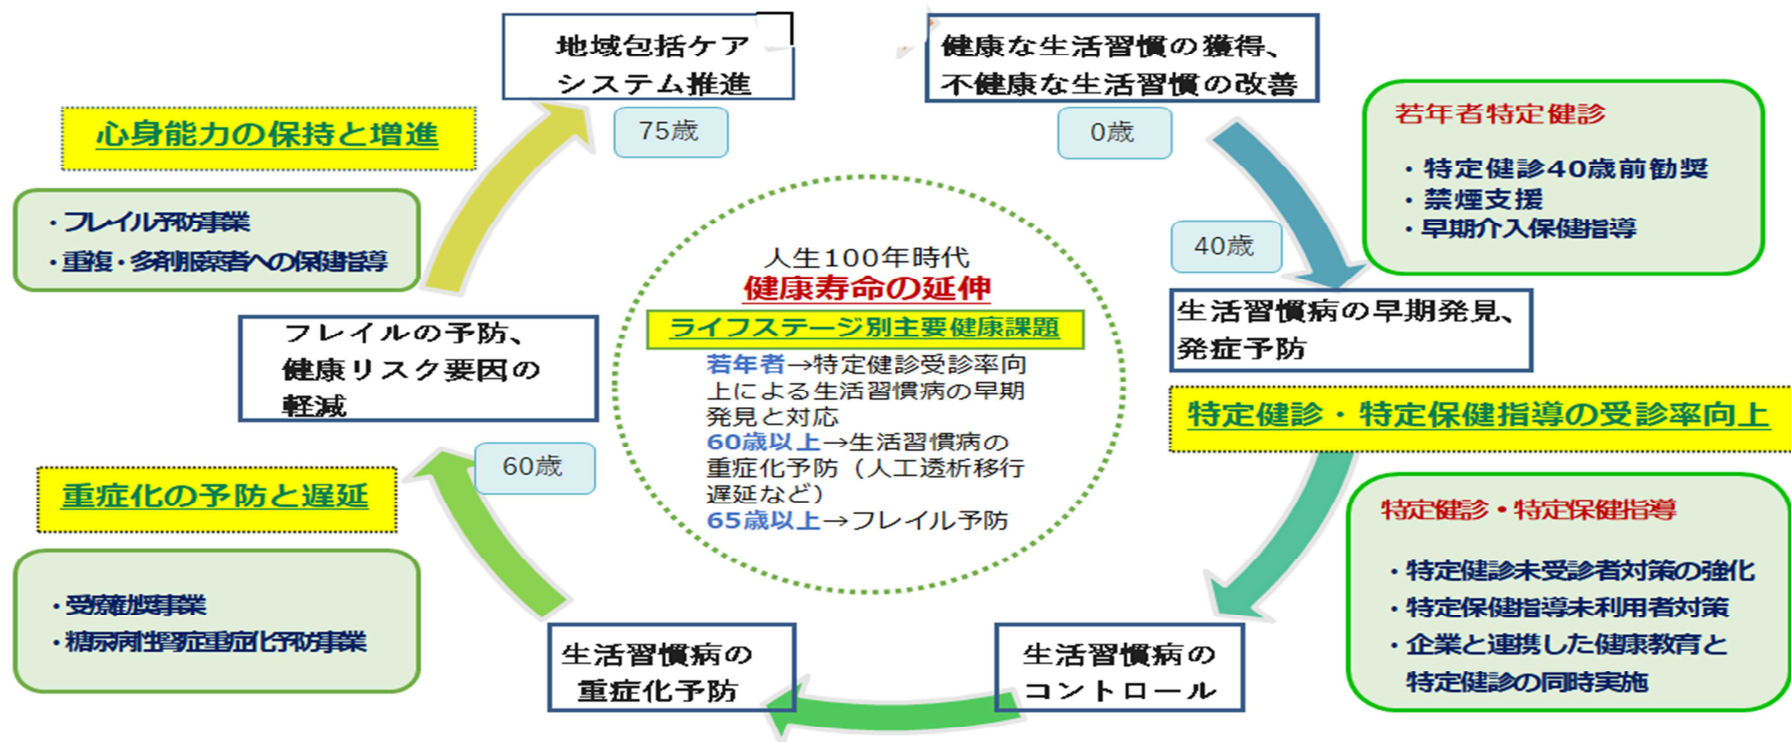 地域包括ケア
システム推進
75歳
健康な生活習慣の獲得、
不健康な生活習慣の改善
0歳
若年者特定健診
・特定健診40歳前勧奨
・禁煙支援
・早期介入保健指導
40歳
生活習慣病の早期発見、
発症予防
特定健診・特定保健指導の受診率向上
特定健診・特定保健指導
・特定健診未受診者対策の強化
・特定保健指導未利用者対策
・企業と連携した健康教育と
特定健診の同時実施
生活習慣病の
コントロール
生活習慣病の
重症化予防
重症化の予防と遅延
・受療勧奨事業
・糖尿病性腎症重症化予防事業
60歳
フレイルの予防、
健康リスク要因の
軽減
心身能力の保持と増進
・フレイル予防事業
・重複・多剤服薬者への保健指導
人生100年時代
健康寿命の延伸
ライフステージ別主要健康課題
若年者→特定健診受診率向
上による生活習慣病の早期
発見と対応
60歳以上→生活習慣病の
重症化予防（人工透析移行
遅延など）
65歳以上→フレイル予防